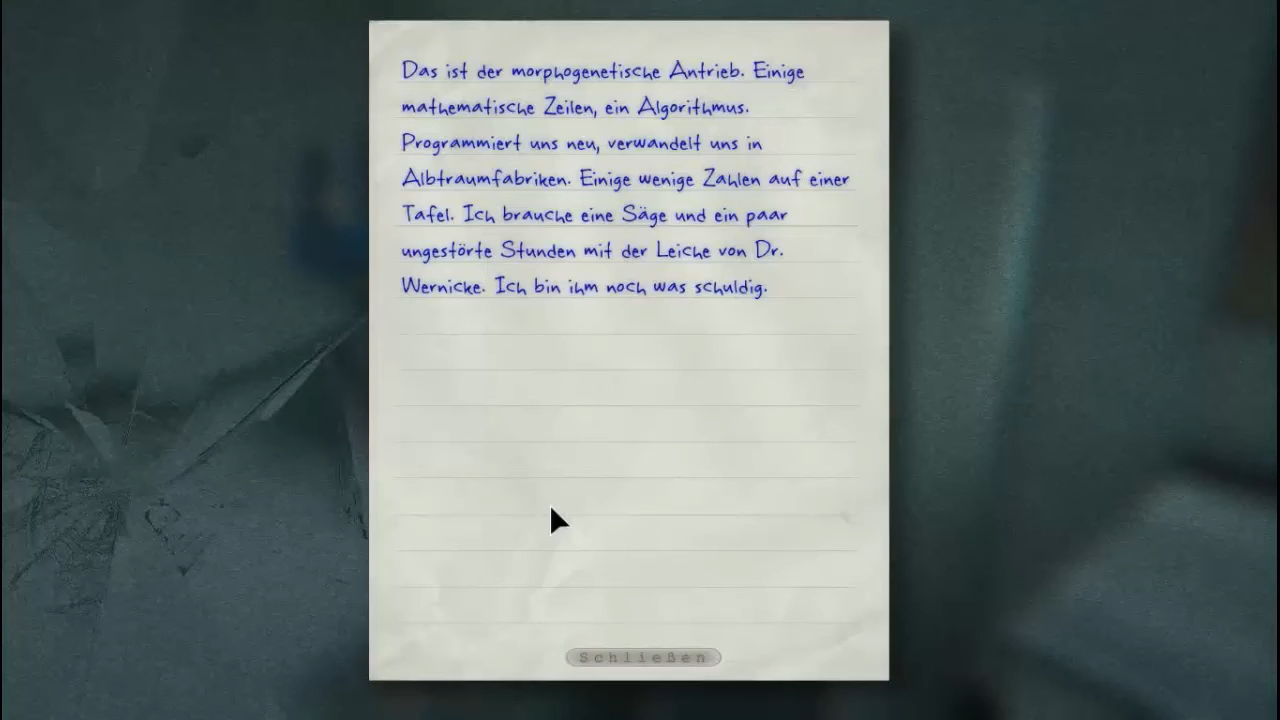 Das ist der morphogenetische Antrieb. Einige
mathematische Zeilen, ein Algorithmus.
Programmiert uns neu, verwandelt uns in
Albtraumfabriken. Einige wenige Zahlen auf einer
Tafel. Ich brauche eine Säge und ein paar
ungestörte Stunden mit der Leiche von Dr.
Wernicke. Ich bin ihm noch was schuldig.
Schließen